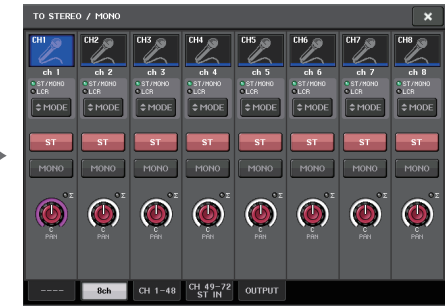 TO STEREO / MONO
CH1 CH2 CH3 CH4 CH5 CH6 CH7 CH8
ch 1 ch 2 ch 3 ch 4 ch 5 ch 6 ch 7 ch 8
ST/MONO ST/MONO ST/MONO ST/MONO ST/MONO ST/MONO ST/MONO ST/MONO
LCR LCR LCR LCR LCR LCR LCR LCR
MODE MODE MODE MODE MODE MODE MODE MODE
ST ST ST ST ST ST ST ST
MONO MONO MONO MONO MONO MONO MONO MONO
Σ Σ Σ Σ Σ Σ Σ Σ
C C C C C C C C
PAN PAN PAN PAN PAN PAN PAN PAN
---- 8ch CH 1-48 CH 49-72 OUTPUT
ST IN